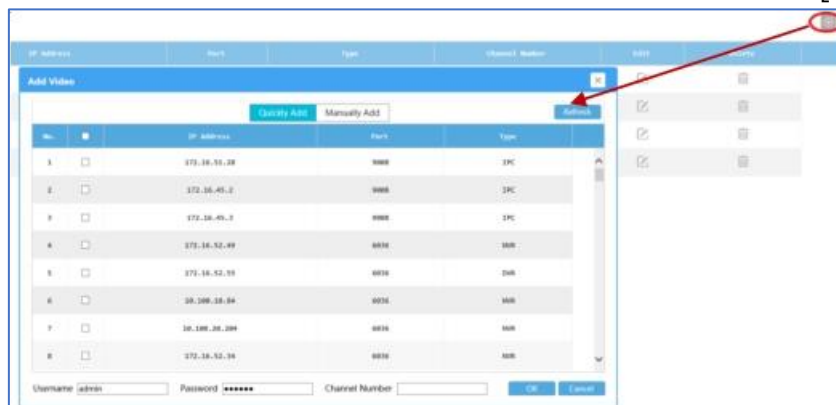 2
IP Address Port Type Channel Number Edit Delete
Add Video
Quickly Add Manually Add Refresh
No. IP Address Port Type
1 172.16.51.20 9008 IPC
2 172.16.45.2 9008 IPC
3 172.16.45.3 9008 IPC
4 172.16.52.49 6036 NVR
5 172.16.52.55 6036 DVR
6 10.100.18.84 6036 NVR
7 10.100.28.204 6036 NVR
8 172.16.52.34 6036 NVR
Username admin Password ●●●●●● Channel Number OK Cancel